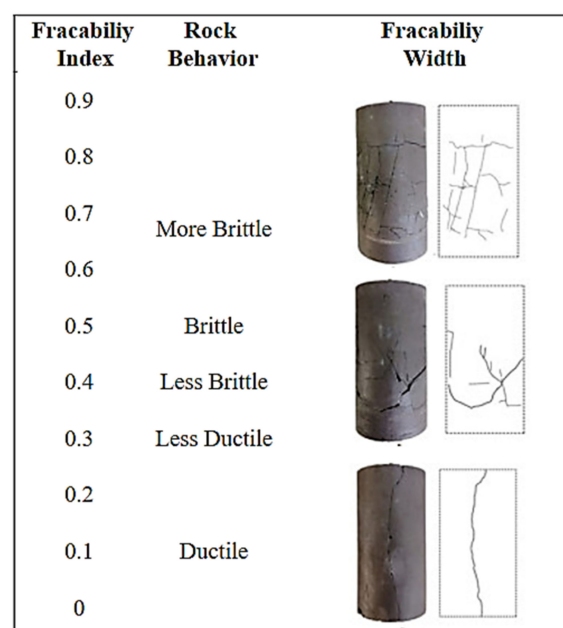 Fracabiliy Rock Fracabiliy
Index Behavior Width
0.9
0.8
0.7
More Brittle
0.6
0.5 Brittle
0.4 Less Brittle
0.3 Less Ductile
0.2
0.1 Ductile
0